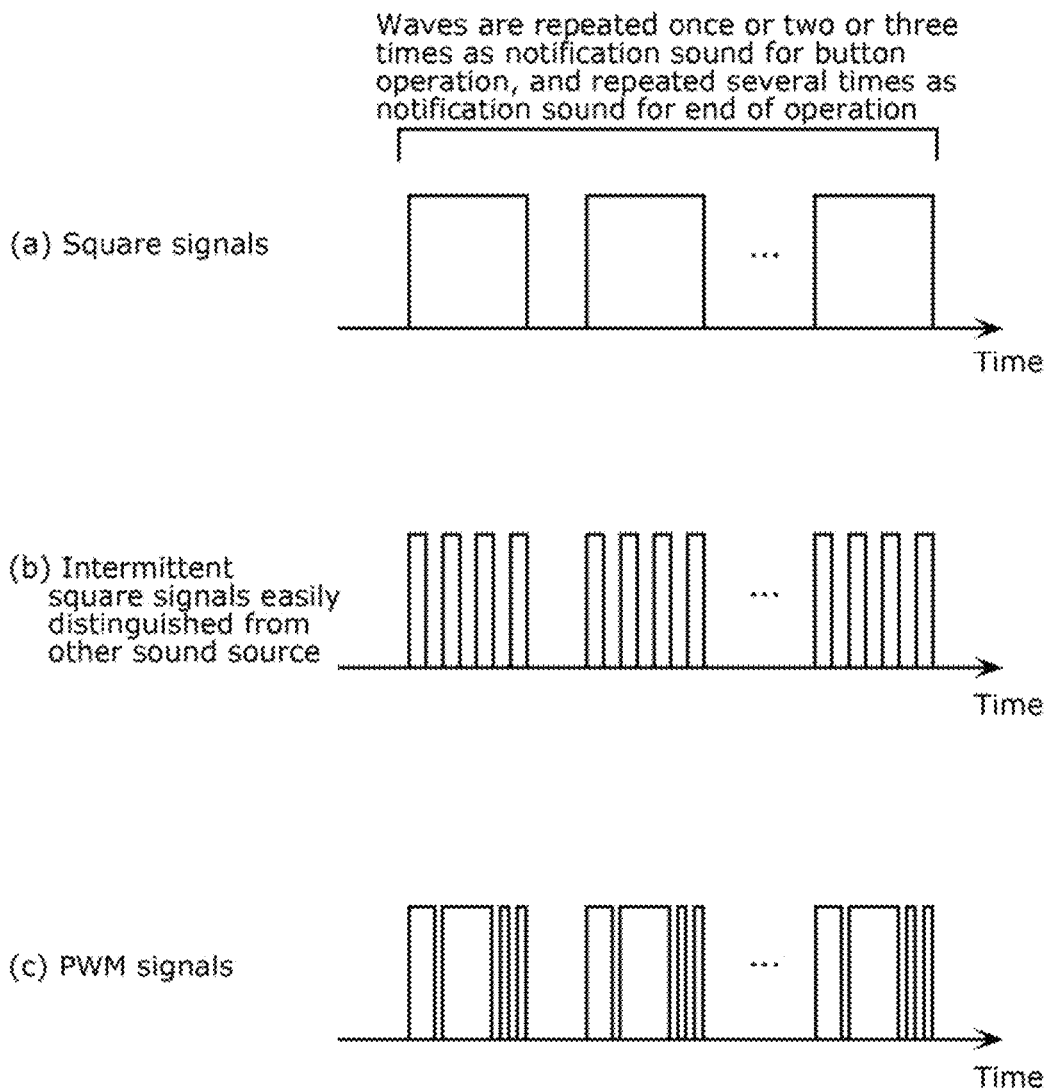 Waves are repeated once or two or three
times as notification sound for button
operation, and repeated several times as
notification sound for end of operation
(a) Square signals
...
Time
(b) Intermittent
square signals easily
distinguished from
other sound source
...
Time
(c) PWM signals
...
Time